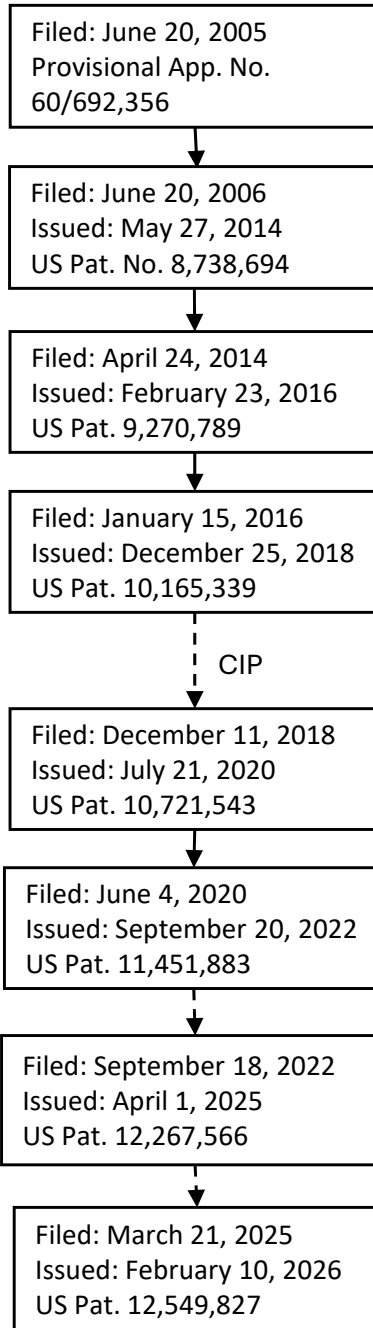 Filed: June 20, 2005
Provisional App. No.
60/692,356
Filed: June 20, 2006
Issued: May 27, 2014
US Pat. No. 8,738,694
Filed: April 24, 2014
Issued: February 23, 2016
US Pat. 9,270,789
Filed: January 15, 2016
Issued: December 25, 2018
US Pat. 10,165,339
CIP
Filed: December 11, 2018
Issued: July 21, 2020
US Pat. 10,721,543
Filed: June 4, 2020
Issued: September 20, 2022
US Pat. 11,451,883
Filed: September 18, 2022
Issued: April 1, 2025
US Pat. 12,267,566
Filed: March 21, 2025
Issued: February 10, 2026
US Pat. 12,549,827